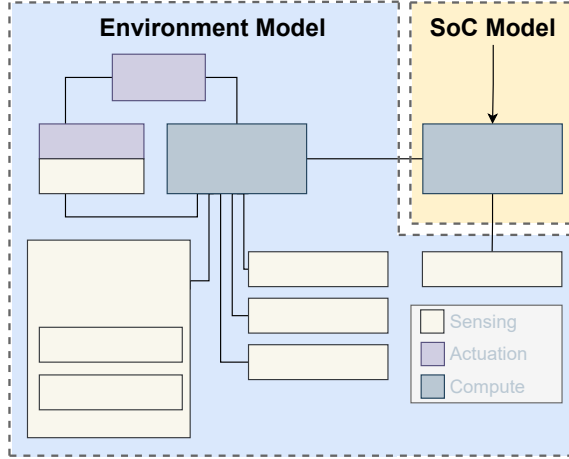 Environment Model
SoC Model
Sensing
Actuation
Compute